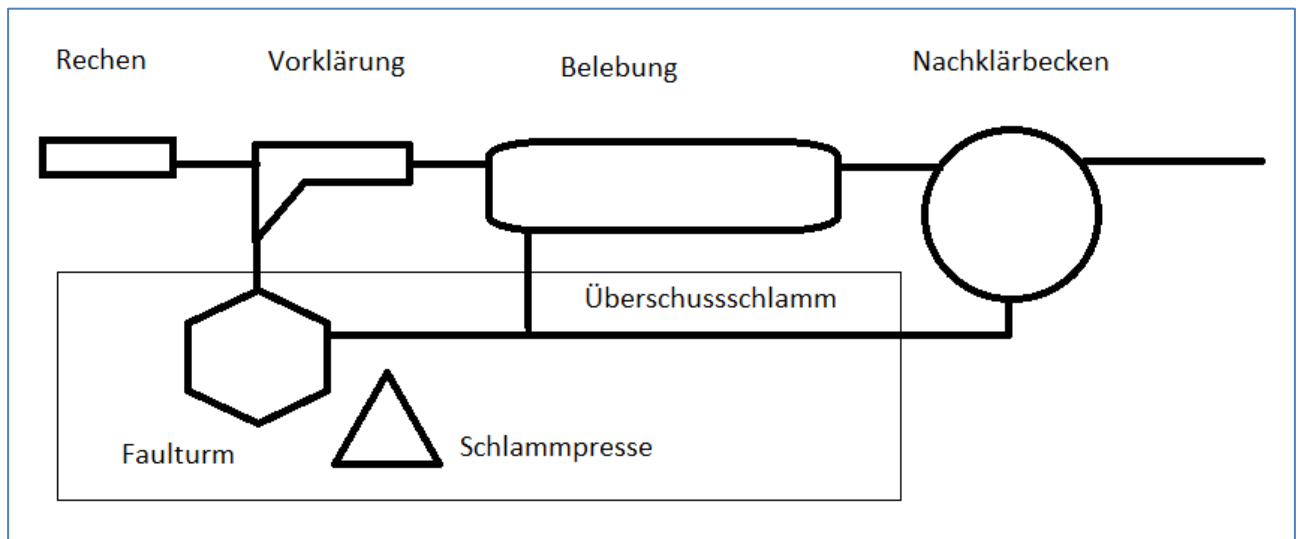 Rechen
Vorklärung
Belebung
Nachklärbecken
Überschussschlamm
Faulturm
Schlammpresse